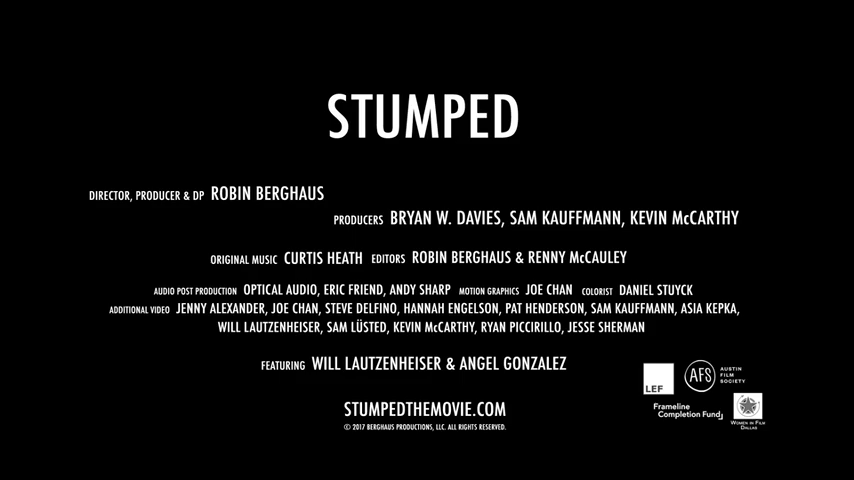 STUMPED
DIRECTOR, PRODUCER & DP ROBIN BERGHAUS
PRODUCERS BRYAN W. DAVIES, SAM KAUFFMANN, KEVIN McCARTHY
ORIGINAL MUSIC CURTIS HEATH EDITORS ROBIN BERGHAUS & RENNY McCAULEY
AUDIO POST PRODUCTION OPTICAL AUDIO, ERIC FRIEND, ANDY SHARP MOTION GRAPHICS JOE CHAN COLORIST DANIEL STUYCK
ADDITIONAL VIDEO JENNY ALEXANDER, JOE CHAN, STEVE DELFINO, HANNAH ENGELSON, PAT HENDERSON, SAM KAUFFMANN, ASIA KEPKA,
WILL LAUTZENHEISER, SAM LÜSTED, KEVIN McCARTHY, RYAN PICCIRILLO, JESSE SHERMAN
FEATURING WILL LAUTZENHEISER & ANGEL GONZALEZ
LEF
AFS
AUSTIN
FILM
SOCIETY
Frameline
Completion Fund
WOMEN IN FILM
DALLAS
STUMPEDTHEMOVIE.COM
© 2017 BERGHAUS PRODUCTIONS, LLC. ALL RIGHTS RESERVED.